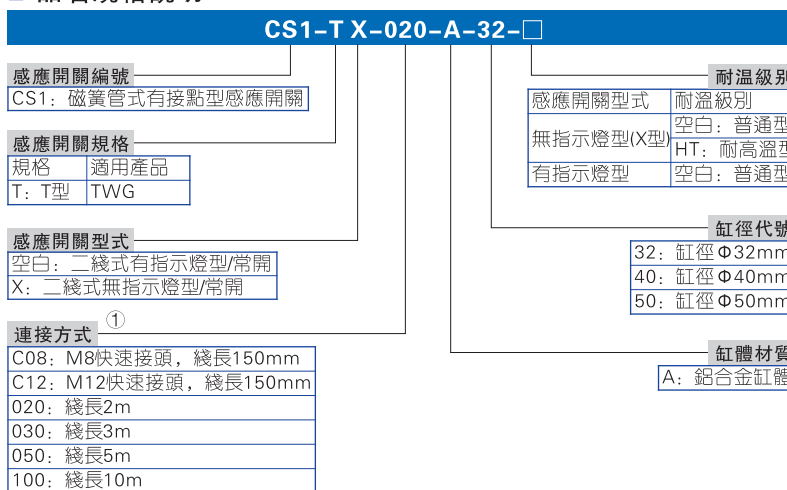 CS1-T X-020-A-32-□
感應開關編號
CS1：磁簧管式有接點型感應開關
感應開關規格
規格 適用產品
T：T型 TWG
感應開關型式
空白：二綫式有指示燈型/常開
X：二綫式無指示燈型/常開
連接方式 ①
C08：M8快速接頭，綫長150mm
C12：M12快速接頭，綫長150mm
020：綫長2m
030：綫長3m
050：綫長5m
100：綫長10m
耐温級別
感應開關型式 耐溫級別
無指示燈型(X型) 空白：普通型
HT：耐高溫型
有指示燈型 空白：普通型
缸徑代號
32：缸徑Φ32mm
40：缸徑Φ40mm
50：缸徑Φ50mm
缸體材質
A：鋁合金缸體